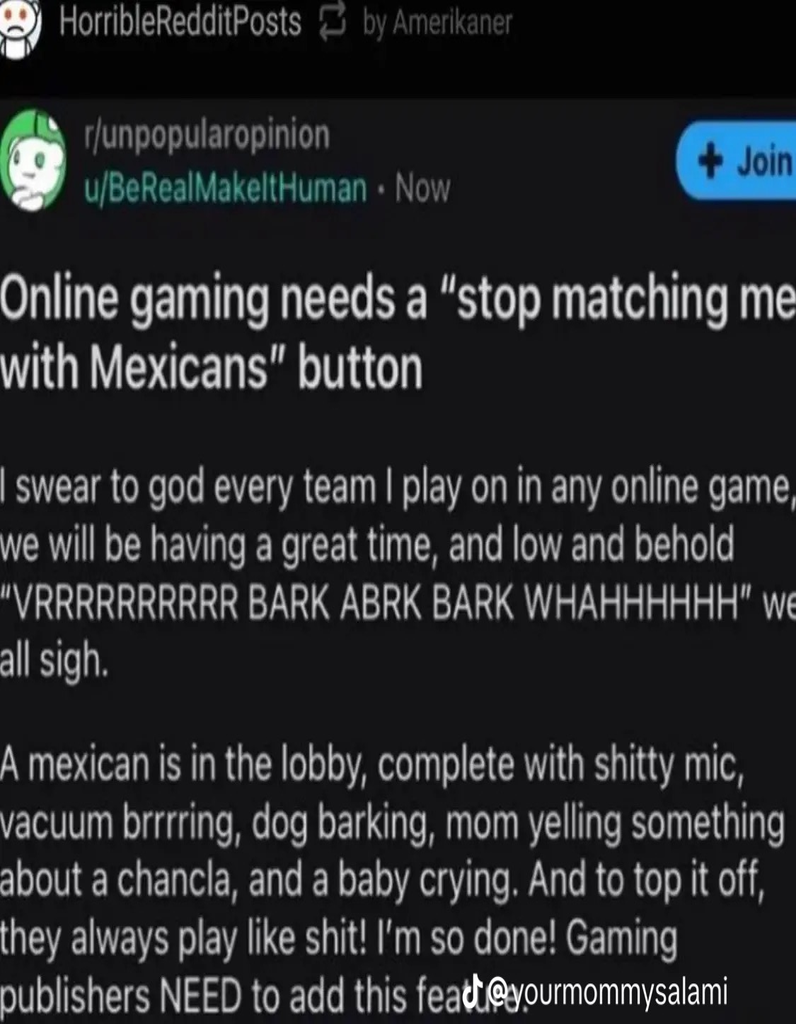 HorribleRedditPosts by Amerikaner
r/unpopularopinion
u/BeRealMakeItHuman · Now
+ Join
Online gaming needs a “stop matching me
with Mexicans” button
I swear to god every team I play on in any online game,
we will be having a great time, and low and behold
“VRRRRRRRRRR BARK ABRK BARK WHAHHHHHH” we
all sigh.
A mexican is in the lobby, complete with shitty mic,
vacuum brrrring, dog barking, mom yelling something
about a chancla, and a baby crying. And to top it off,
they always play like shit! I’m so done! Gaming
publishers NEED to add this feature.
@yourmommysalami